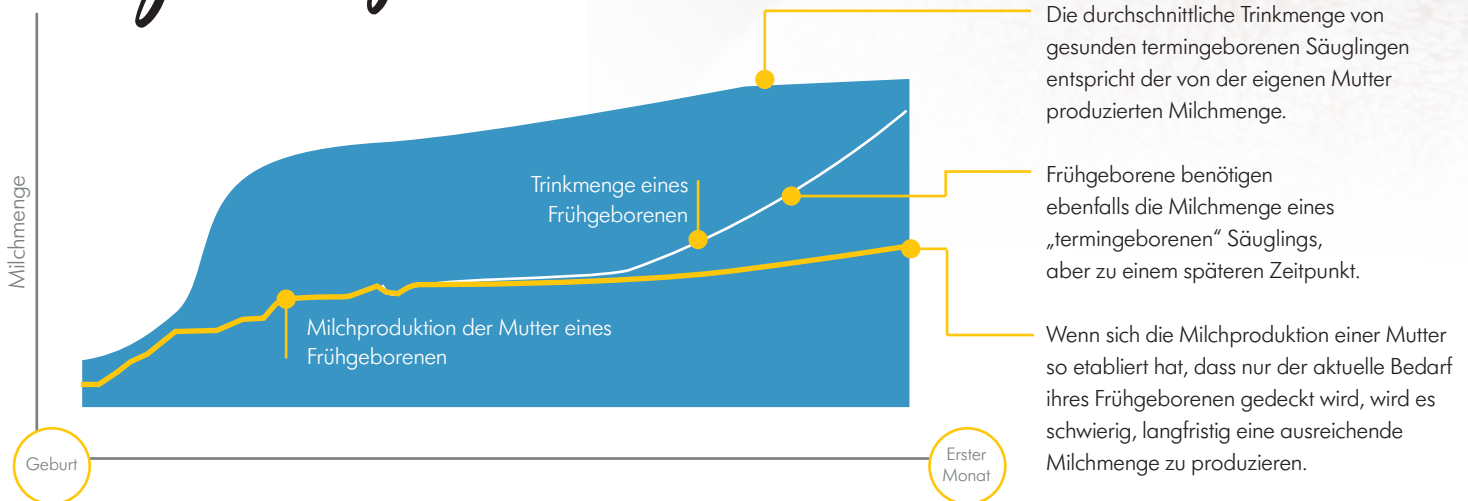 Milchmenge
Die durchschnittliche Trinkmenge von
gesunden termingeborenen Säuglingen
entspricht der von der eigenen Mutter
produzierten Milchmenge.
Trinkmenge eines
Frühgeborenen
Frühgeborene benötigen
ebenfalls die Milchmenge eines
„termingeborenen“ Säuglings,
aber zu einem späteren Zeitpunkt.
Milchproduktion der Mutter eines
Frühgeborenen
Wenn sich die Milchproduktion einer Mutter
so etabliert hat, dass nur der aktuelle Bedarf
ihres Frühgeborenen gedeckt wird, wird es
schwierig, langfristig eine ausreichende
Milchmenge zu produzieren.
Geburt
Erster
Monat